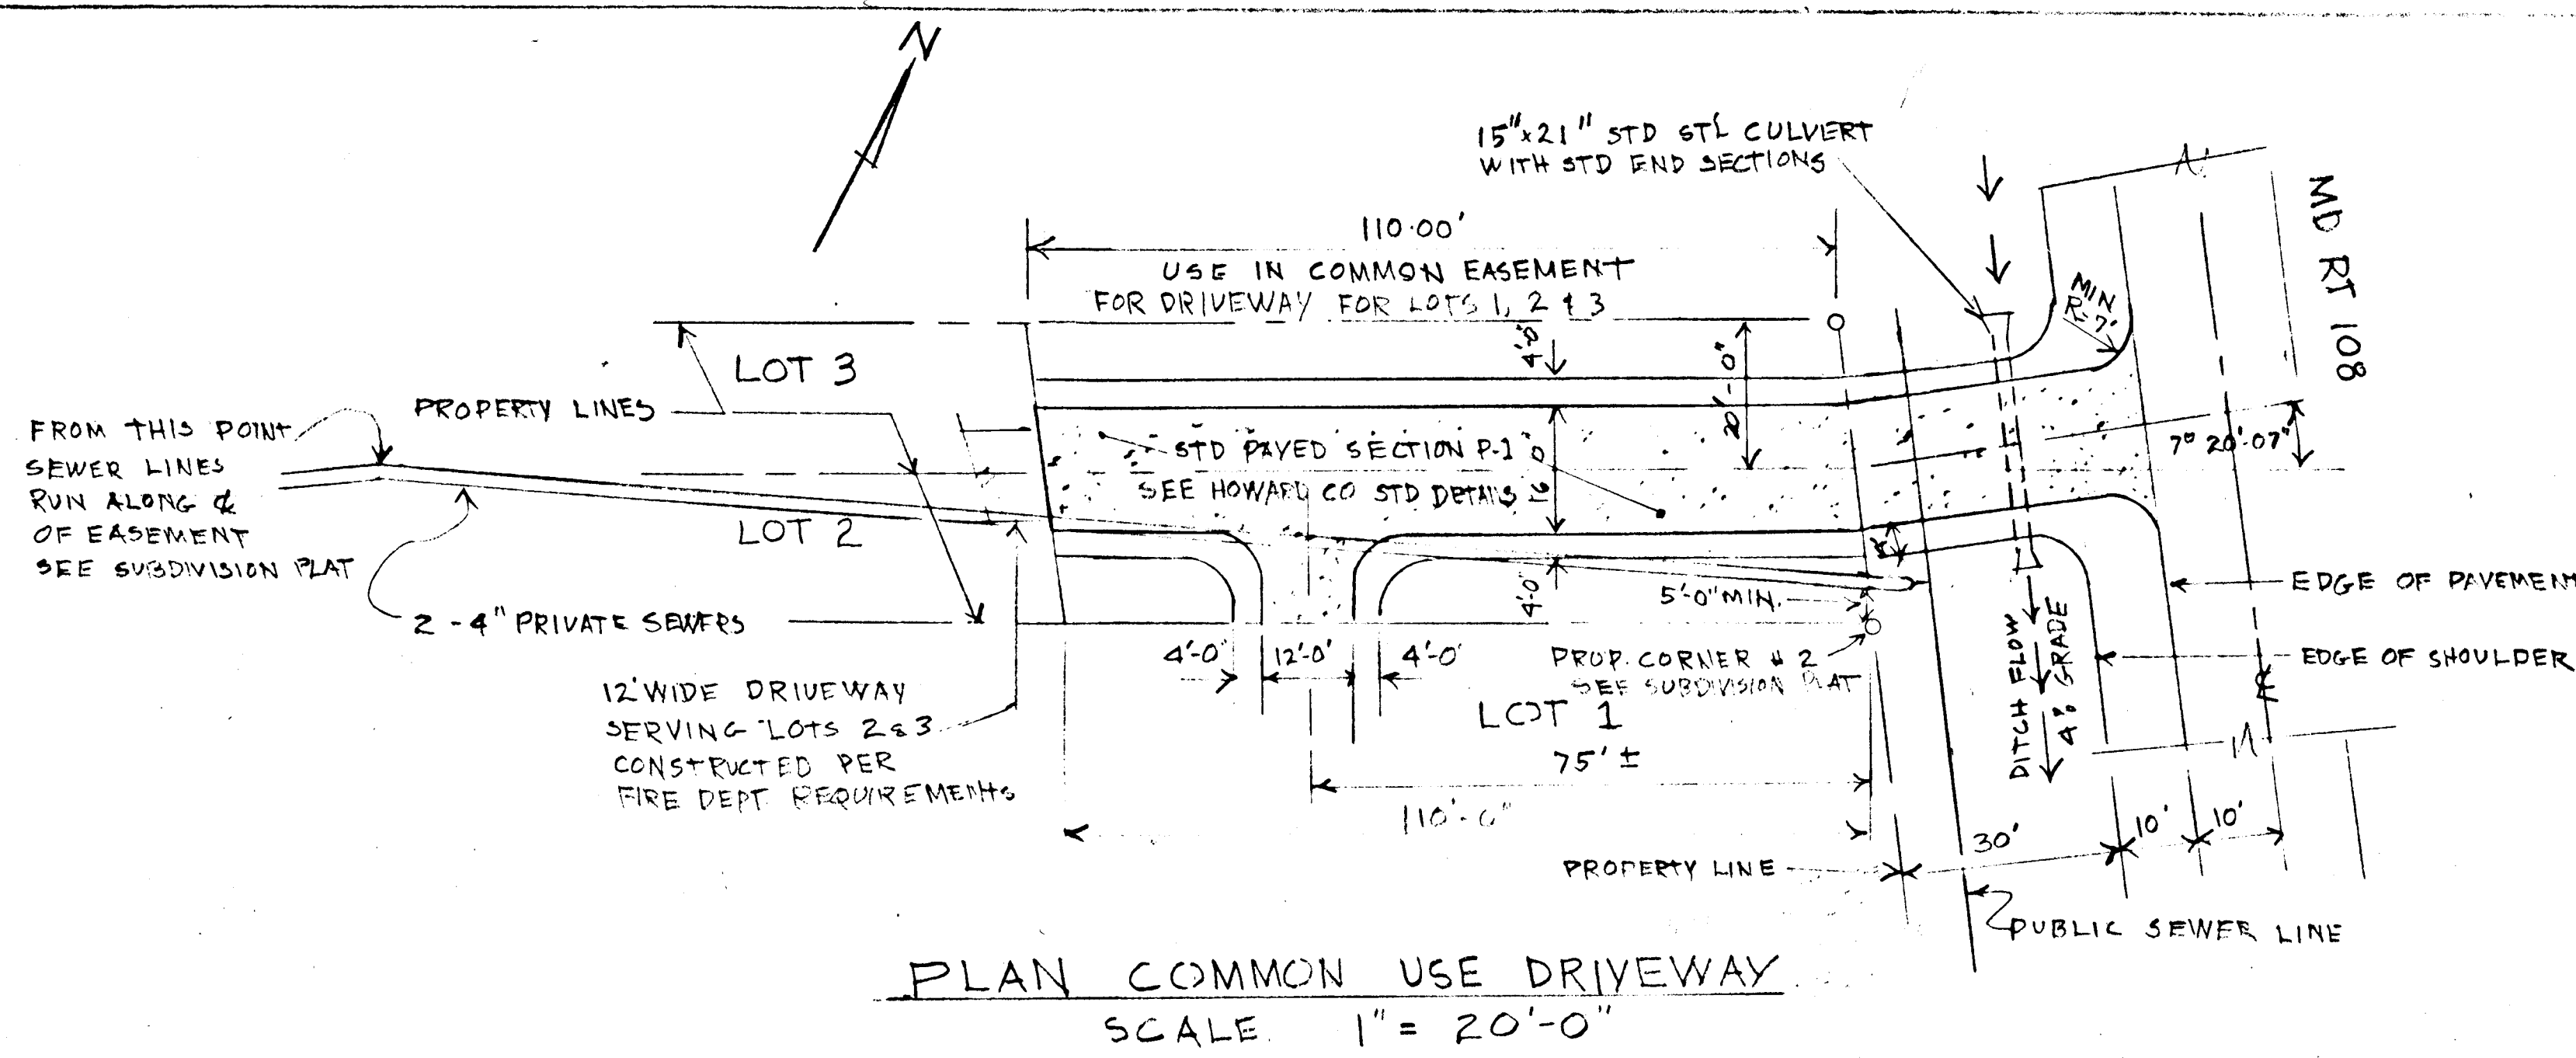 N
15"x21" STD STL CULVERT
WITH STD END SECTIONS
MD RT 108
110.00'
USE IN COMMON EASEMENT
FOR DRIVEWAY FOR LOTS 1, 2 & 3
MIN
R=7'
4'-0"
20'-0"
LOT 3
PROPERTY LINES
FROM THIS POINT
SEWER LINES
RUN ALONG ℄
OF EASEMENT
SEE SUBDIVISION PLAT
STD PAVED SECTION P-1
SEE HOWARD CO STD DETAILS
16'-0"
7° 20'-07"
LOT 2
2 - 4" PRIVATE SEWERS
4'-0
5'-0" MIN.
EDGE OF PAVEMENT
EDGE OF SHOULDER
DITCH FLOW
4% GRADE
4'-0"
12'-0'
4'-0'
PROP. CORNER # 2
SEE SUBDIVISION PLAT
12' WIDE DRIVEWAY
SERVING LOTS 2 & 3
CONSTRUCTED PER
FIRE DEPT. REQUIREMENTS
LOT 1
75' ±
110'-0"
30'
10'
10'
PROPERTY LINE
PUBLIC SEWER LINE
PLAN COMMON USE DRIVEWAY
SCALE. 1" = 20'-0"